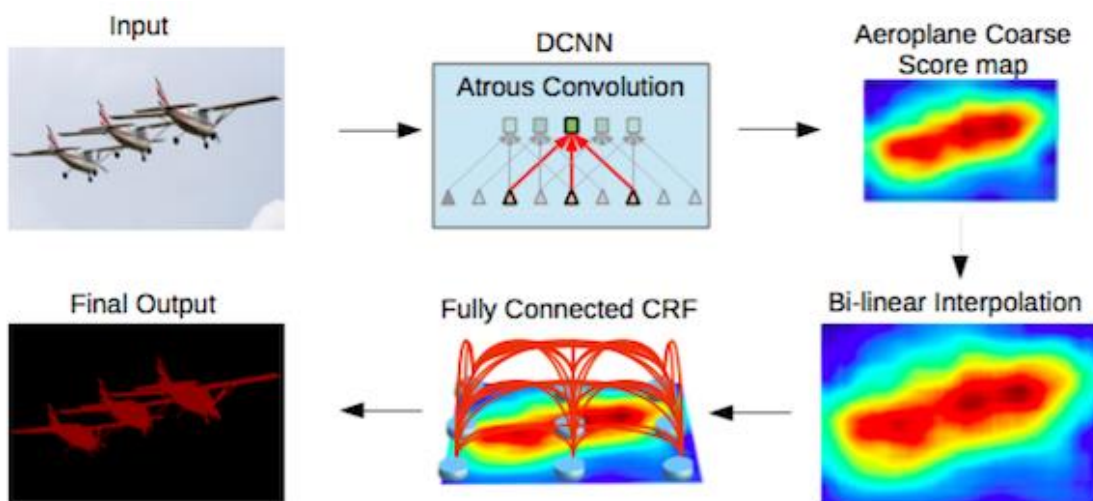 Input
DCNN
Atrous Convolution
Aeroplane Coarse
Score map
Bi-linear Interpolation
Fully Connected CRF
Final Output